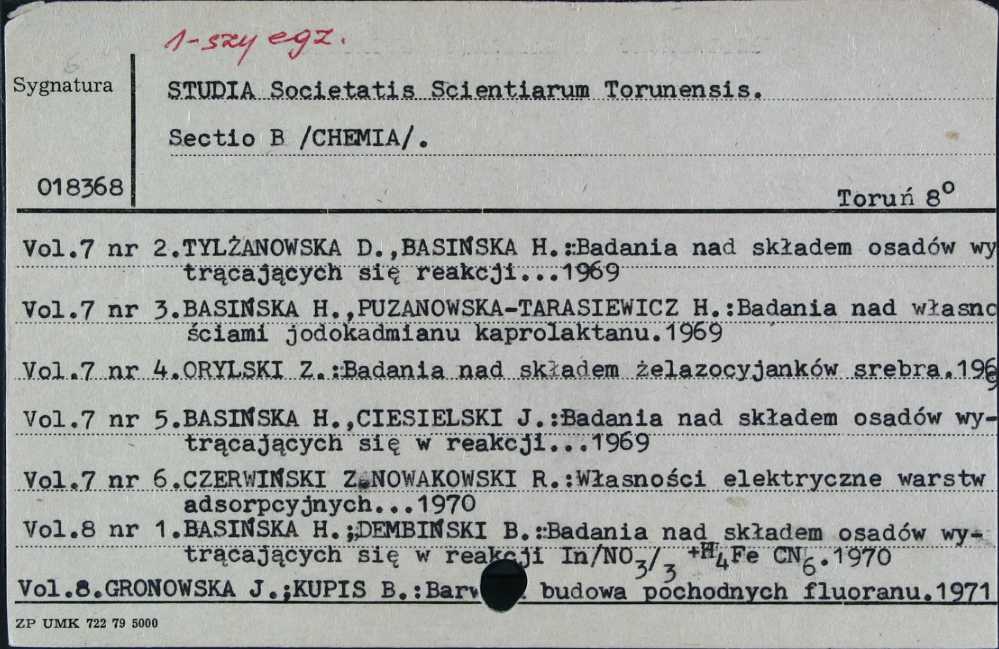 1-szy egz.
Sygnatura
STUDIA Societatis Scientiarum Torunensis.
Sectio B /CHEMIA/.
018368
Toruń 8°
Vol.7 nr 2.TYLŻANOWSKA D.,BASIŃSKA H.:Badania nad składem osadów wy
trącających się reakcji...1969
Vol.7 nr 3.BASIŃSKA H.,PUZANOWSKA-TARASIEWICZ H.:Badania nad własno
ściami jodokadmianu kaprolaktanu.1969
Vol.7 nr 4.ORYLSKI Z.:Badania nad składem żelazocyjanków srebra.1969
Vol.7 nr 5.BASIŃSKA H.,CIESIELSKI J.:Badania nad składem osadów wy-
trącających się w reakcji...1969
Vol.7 nr 6.CZERWIŃSKI Z. NOWAKOWSKI R.:Własności elektryczne warstw
adsorpcyjnych...1970
Vol.8 nr 1.BASIŃSKA H.;DEMBIŃSKI B.:Badania nad składem osadów wy-
trącających się w reakcji In/NO3/3 +H4Fe CN6.1970
Vol.8.GRONOWSKA J.;KUPIS B.: budowa pochodnych fluoranu.1971
ZP UMK 722 79 5000